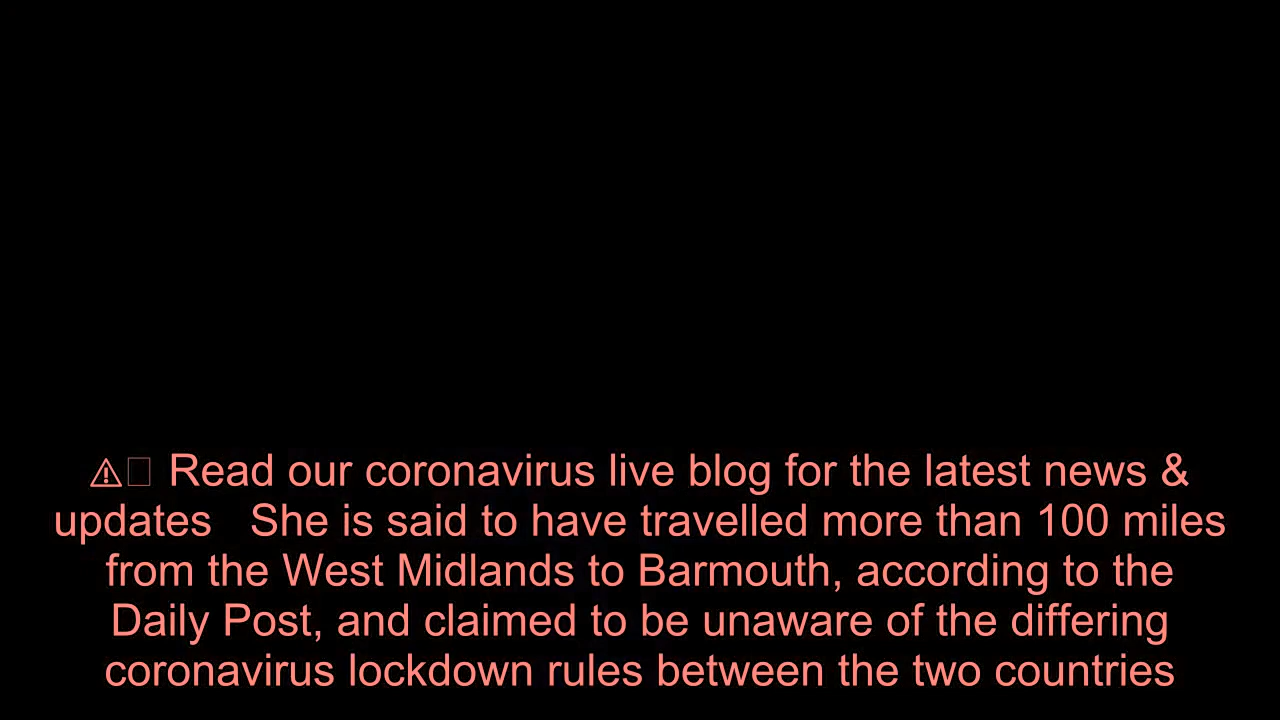 ⚠️ Read our coronavirus live blog for the latest news &
updates   She is said to have travelled more than 100 miles
from the West Midlands to Barmouth, according to the
Daily Post, and claimed to be unaware of the differing
coronavirus lockdown rules between the two countries